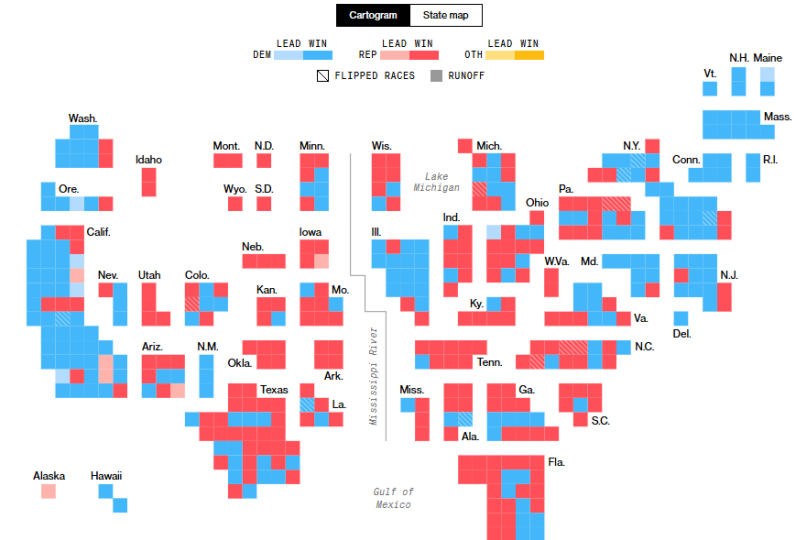 Cartogram State map
LEAD WIN LEAD WIN LEAD WIN
DEM REP OTH
FLIPPED RACES RUNOFF
N.H. Maine
Vt.
Mass.
Wash.
Idaho
Mont. N.D. Minn. Wis. Mich. N.Y. Conn. R.I.
Lake
Michigan
Ore. Wyo. S.D. Pa.
Ohio
Calif. Iowa Ill. Ind.
Neb.
W.Va. Md.
Nev. Utah Colo. Kan. Mo. N.J.
Ky. Va.
Del.
Mississippi River
Ariz. N.M. Okla. Tenn. N.C.
Ark.
Texas La. Miss. Ga. S.C.
Ala.
Fla.
Alaska Hawaii
Gulf of
Mexico